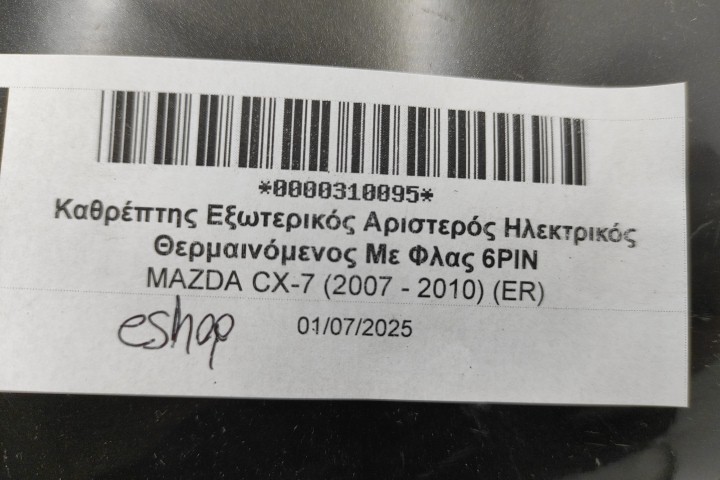 *0000310095*
Καθρέπτης Εξωτερικός Αριστερός Ηλεκτρικός
Θερμαινόμενος Με Φλας 6PIN
MAZDA CX-7 (2007 - 2010) (ER)
eshop 01/07/2025